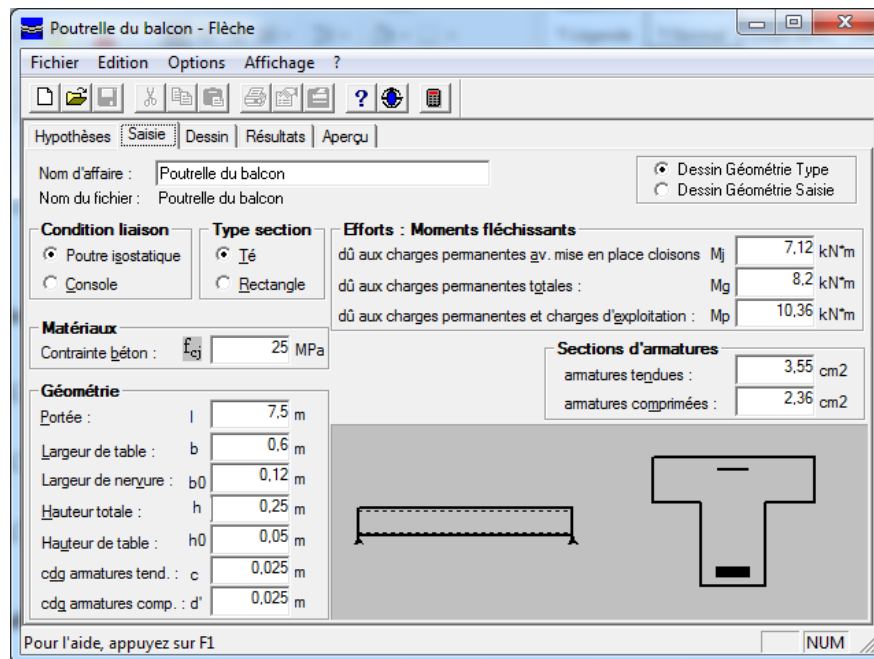 Poutrelle du balcon - Flèche
Fichier Edition Options Affichage ?
Hypothèses Saisie Dessin Résultats Aperçu
Nom d'affaire : Poutrelle du balcon
Nom du fichier : Poutrelle du balcon
Dessin Géométrie Type
Dessin Géométrie Saisie
Condition liaison
Poutre isostatique
Console
Type section
Té
Rectangle
Efforts : Moments fléchissants
dû aux charges permanentes av. mise en place cloisons Mj 7,12 kN*m
dû aux charges permanentes totales : Mg 8,2 kN*m
dû aux charges permanentes et charges d'exploitation : Mp 10,36 kN*m
Matériaux
Contrainte béton : fcj 25 MPa
Sections d'armatures
armatures tendues : 3,55 cm2
armatures comprimées : 2,36 cm2
Géométrie
Portée : l 7,5 m
Largeur de table : b 0,6 m
Largeur de nervure : b0 0,12 m
Hauteur totale : h 0,25 m
Hauteur de table : h0 0,05 m
cdg armatures tend. : c 0,025 m
cdg armatures comp. : d' 0,025 m
Pour l'aide, appuyez sur F1
NUM